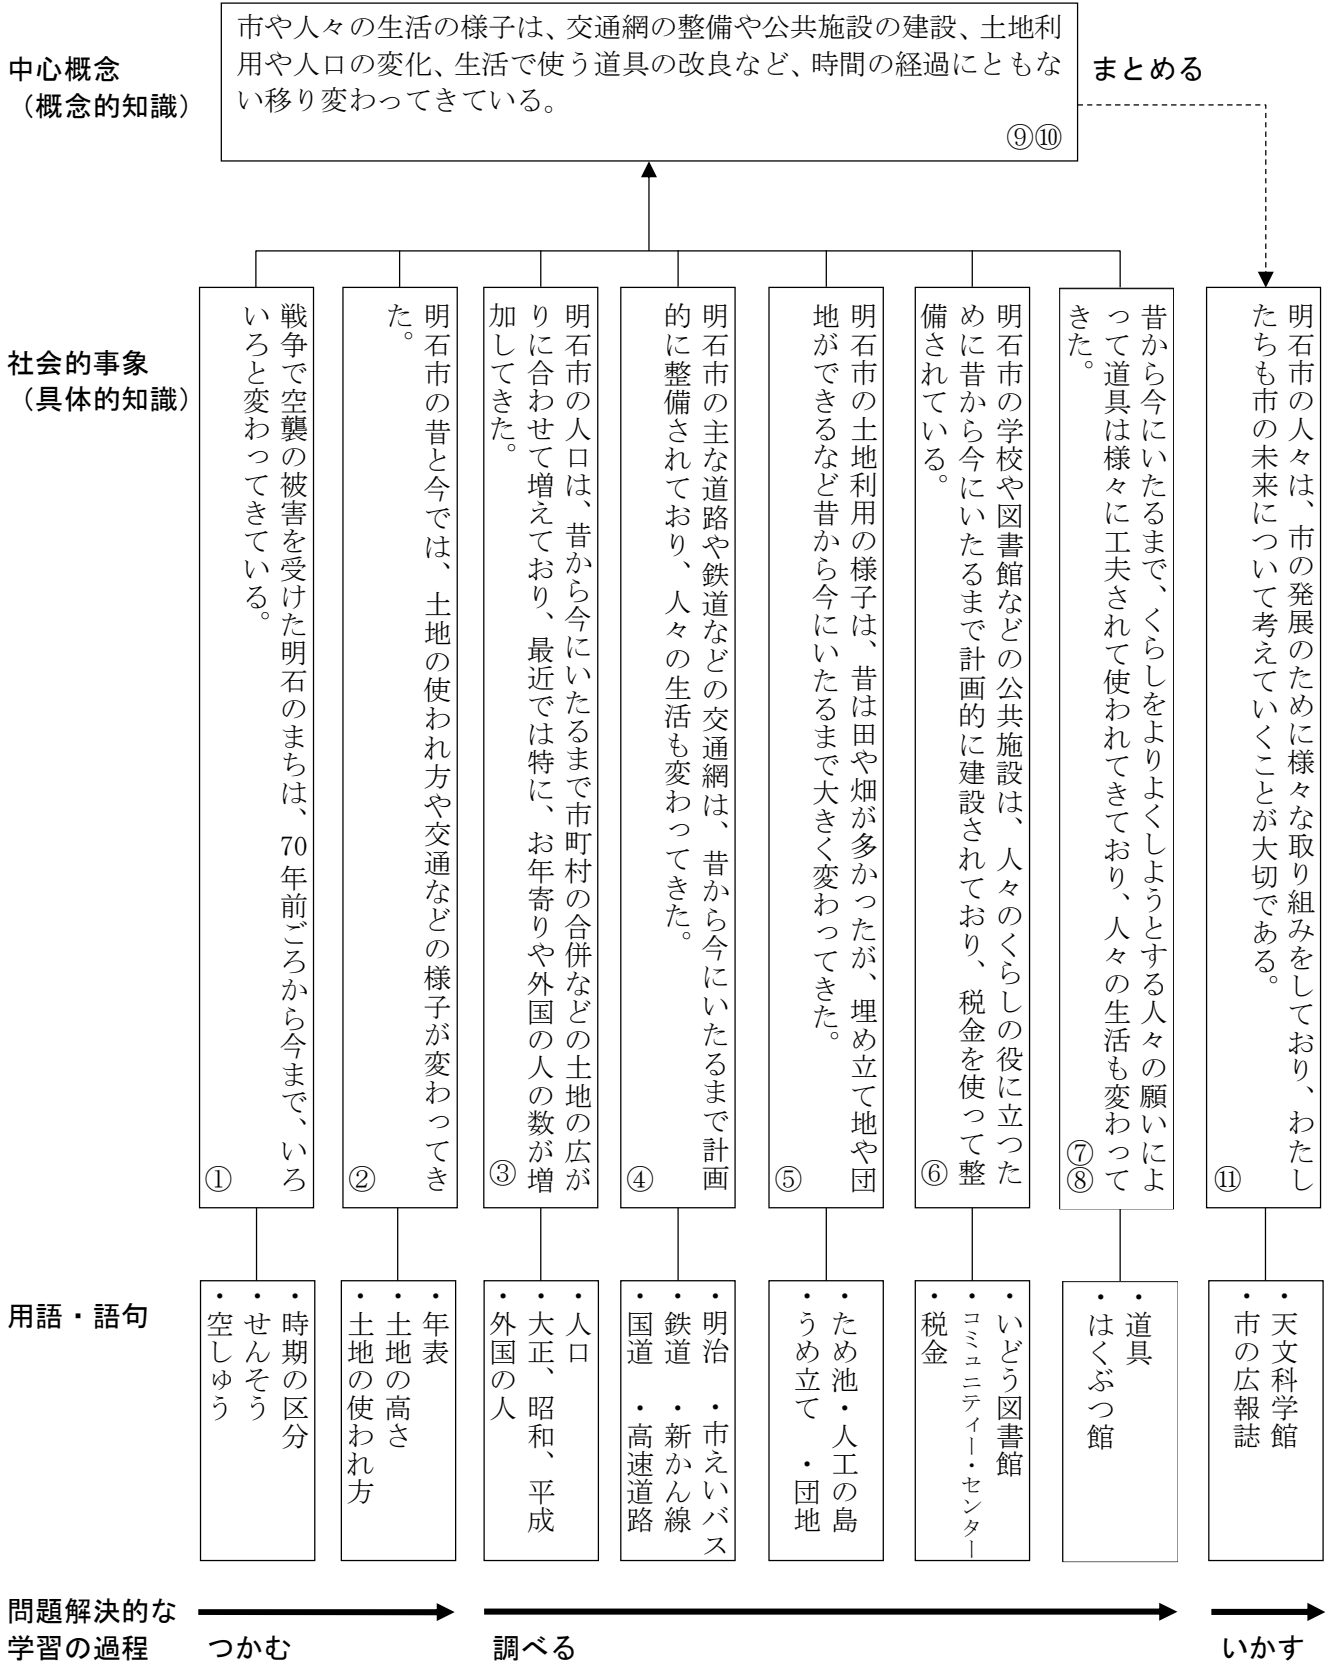 中心概念
（概念的知識）
市や人々の生活の様子は、交通網の整備や公共施設の建設、土地利
用や人口の変化、生活で使う道具の改良など、時間の経過にともな
い移り変わってきている。
⑨⑩
まとめる
社会的事象
（具体的知識）
戦争で空襲の被害を受けた明石のまちは、70年前ごろから今まで、いろ
いろと変わってきている。
①
明石市の昔と今では、土地の使われ方や交通などの様子が変わってき
た。
②
明石市の人口は、昔から今にいたるまで市町村の合併などの土地の広が
りに合わせて増えており、最近では特に、お年寄りや外国の人の数が増
加してきた。
③
明石市の主な道路や鉄道などの交通網は、昔から今にいたるまで計画
的に整備されており、人々の生活も変わってきた。
④
明石市の土地利用の様子は、昔は田や畑が多かったが、埋め立て地や団
地ができるなど昔から今にいたるまで大きく変わってきた。
⑤
明石市の学校や図書館などの公共施設は、人々のくらしの役に立つた
めに昔から今にいたるまで計画的に建設されており、税金を使って整
備されている。
⑥
昔から今にいたるまで、くらしをよりよくしようとする人々の願いによ
って道具は様々に工夫されて使われてきており、人々の生活も変わって
きた。
⑦
⑧
明石市の人々は、市の発展のために様々な取り組みをしており、わたし
たちも市の未来について考えていくことが大切である。
⑪
用語・語句
・時期の区分
・せんそう
・空しゅう
・年表
・土地の高さ
・土地の使われ方
・人口
・大正、昭和、平成
・外国の人
・明治 ・市えいバス
・鉄道 ・新かん線
・国道 ・高速道路
・ため池・人工の島
・うめ立て ・団地
・いどう図書館
・コミュニティー・センター
・税金
・道具
・はくぶつ館
・天文科学館
・市の広報誌
問題解決的な
学習の過程
つかむ
調べる
いかす